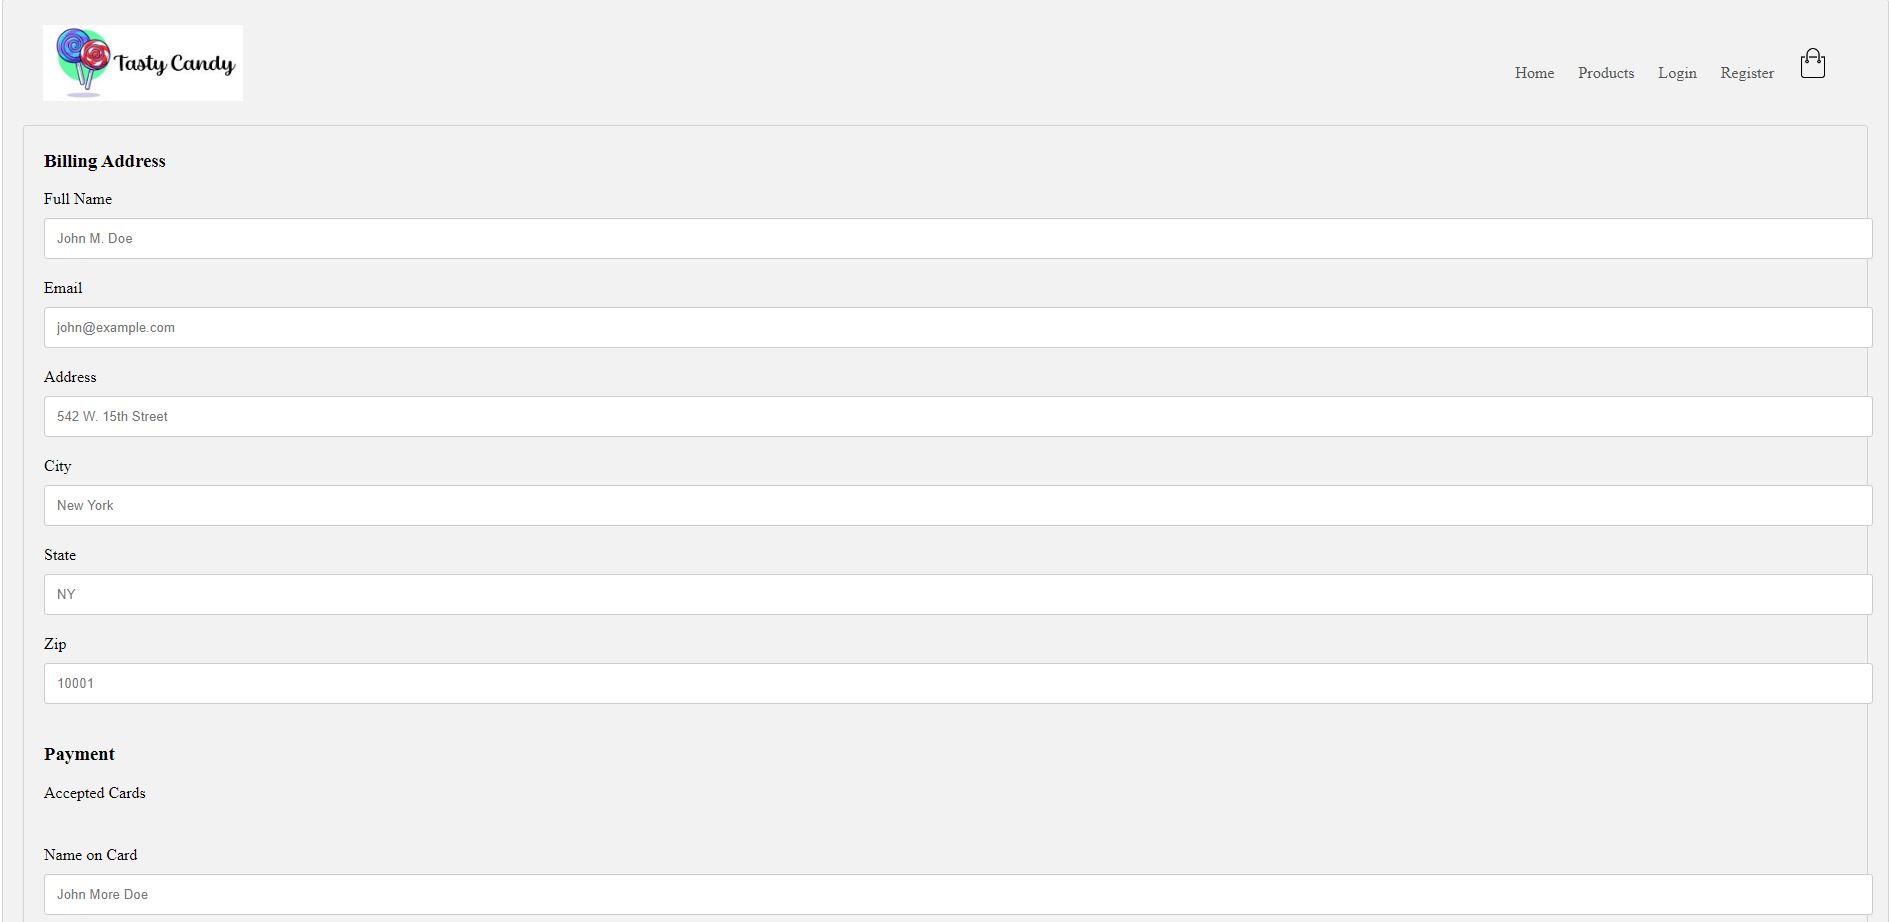 Tasty Candy
Home Products Login Register
Billing Address
Full Name
John M. Doe
Email
john@example.com
Address
542 W. 15th Street
City
New York
State
NY
Zip
10001
Payment
Accepted Cards
Name on Card
John More Doe